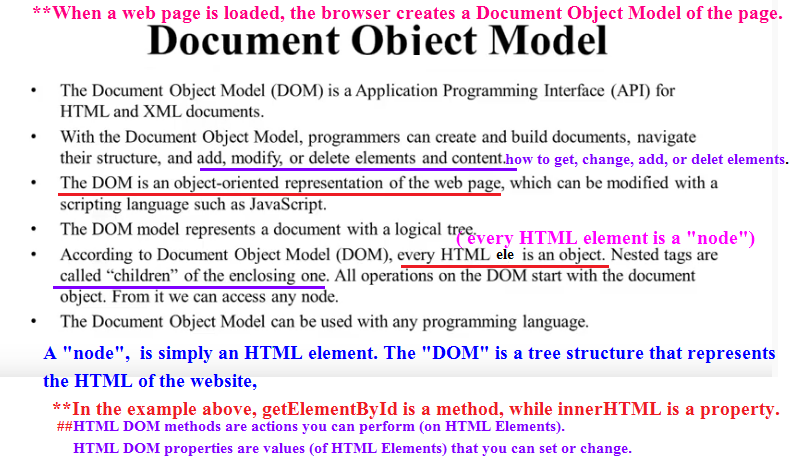 **When a web page is loaded, the browser creates a Document Object Model of the page.
Document Object Model
• The Document Object Model (DOM) is a Application Programming Interface (API) for
HTML and XML documents.
• With the Document Object Model, programmers can create and build documents, navigate
their structure, and add, modify, or delete elements and content.how to get, change, add, or delet elements.
• The DOM is an object-oriented representation of the web page, which can be modified with a
scripting language such as JavaScript.
• The DOM model represents a document with a logical tree.
( every HTML element is a "node")
• According to Document Object Model (DOM), every HTML ele is an object. Nested tags are
called “children” of the enclosing one. All operations on the DOM start with the document
object. From it we can access any node.
• The Document Object Model can be used with any programming language.
A "node", is simply an HTML element. The "DOM" is a tree structure that represents
the HTML of the website,
**In the example above, getElementById is a method, while innerHTML is a property.
##HTML DOM methods are actions you can perform (on HTML Elements).
HTML DOM properties are values (of HTML Elements) that you can set or change.